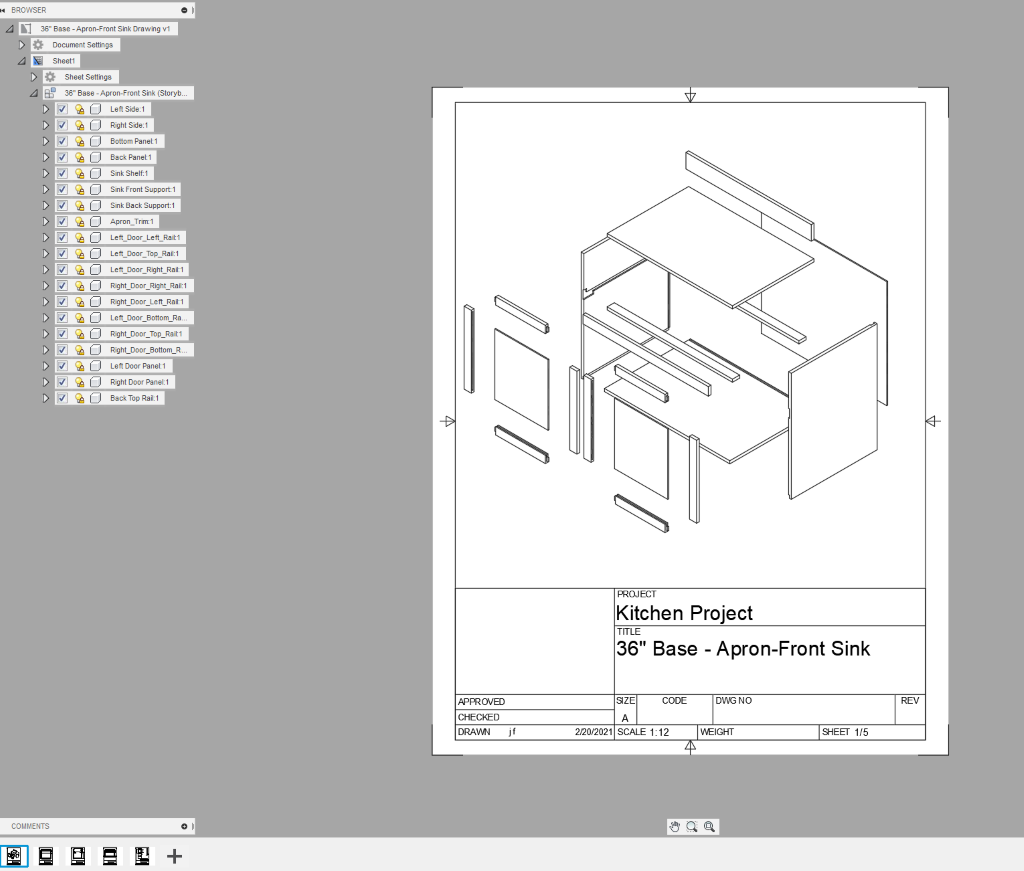 BROWSER
36" Base - Apron-Front Sink Drawing v1
Document Settings
Sheet1
Sheet Settings
36" Base - Apron-Front Sink (Storyb...
Left Side:1
Right Side:1
Bottom Panel:1
Back Panel:1
Sink Shelf:1
Sink Front Support:1
Sink Back Support:1
Apron_Trim:1
Left_Door_Left_Rail:1
Left_Door_Top_Rail:1
Left_Door_Right_Rail:1
Right_Door_Right_Rail:1
Right_Door_Left_Rail:1
Left_Door_Bottom_Ra...
Right_Door_Top_Rail:1
Right_Door_Bottom_R...
Left Door Panel:1
Right Door Panel:1
Back Top Rail:1
PROJECT
Kitchen Project
TITLE
36" Base - Apron-Front Sink
APPROVED
CHECKED
DRAWN jf 2/20/2021
SIZE A
CODE
DWG NO
REV
SCALE 1:12
WEIGHT
SHEET 1/5
COMMENTS